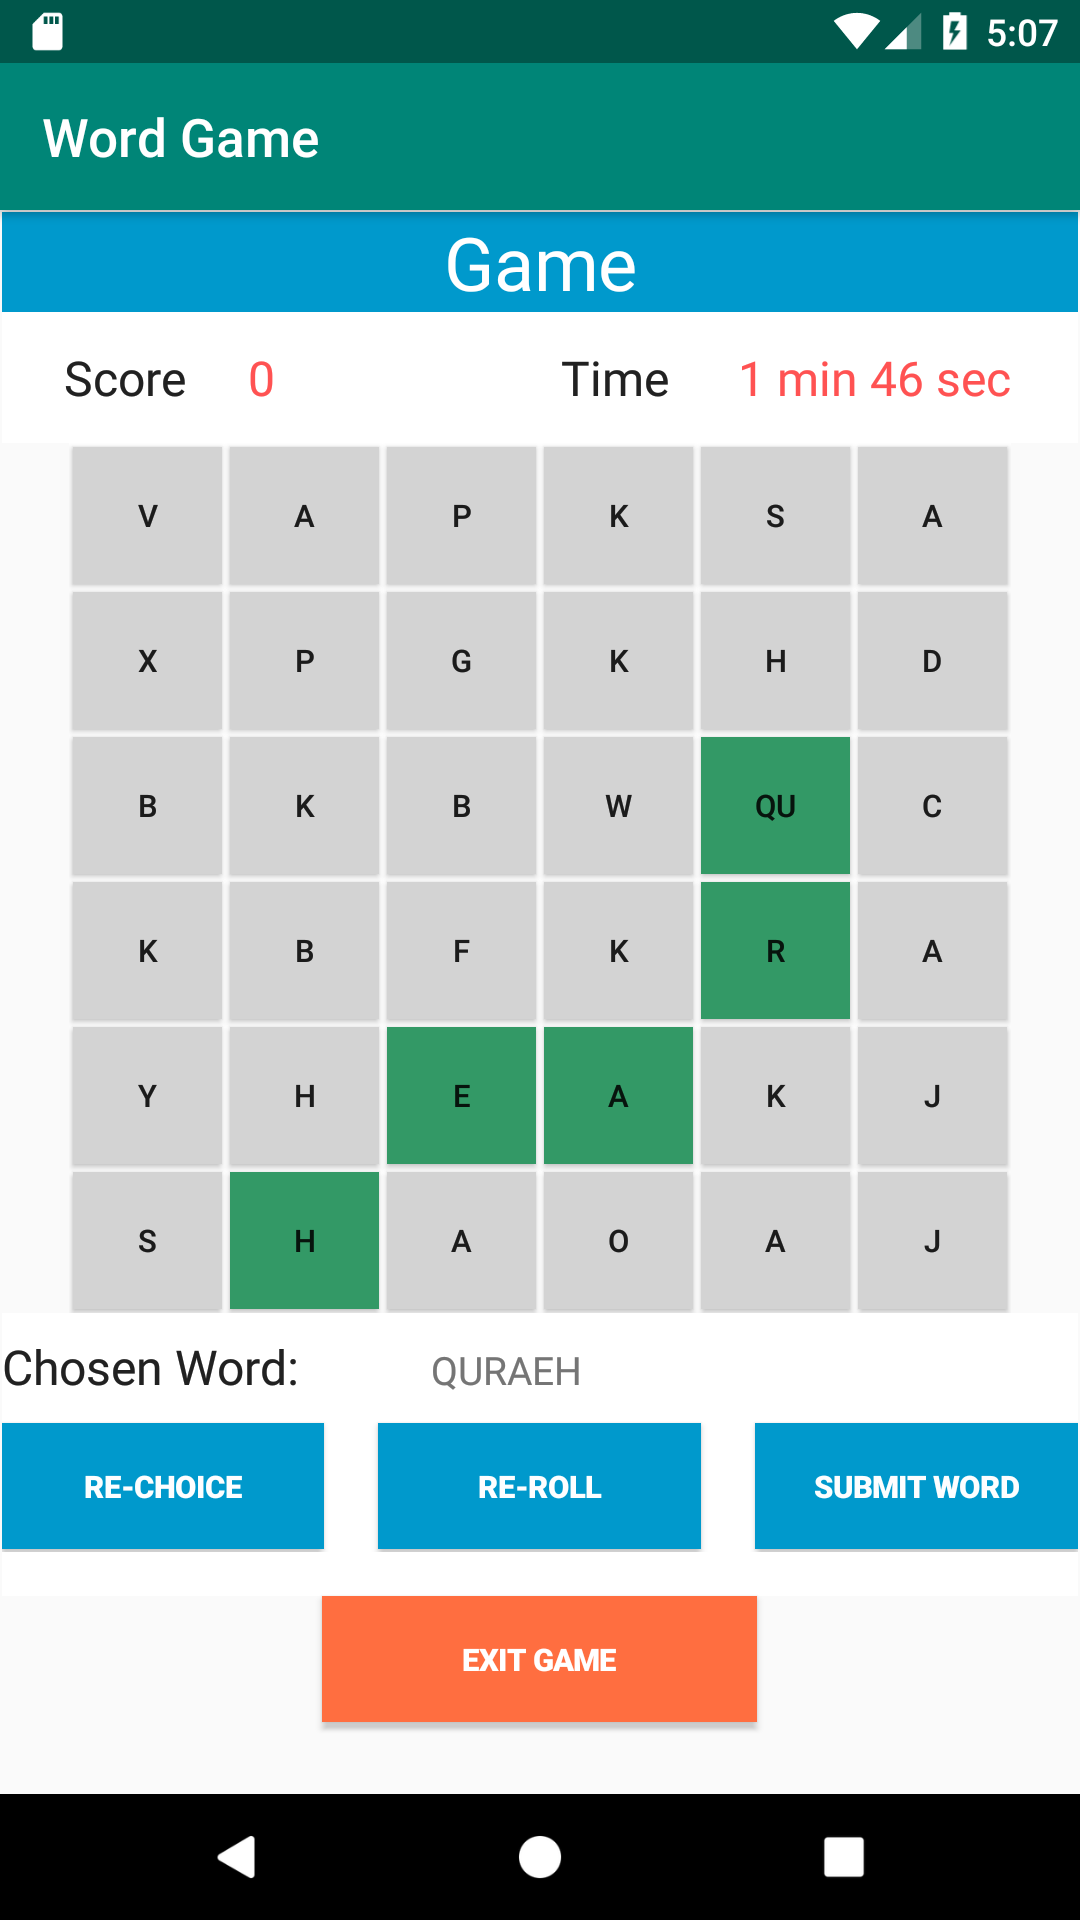 5:07
Word Game
Game
Score 0 Time 1 min 46 sec
V A P K S A
X P G K H D
B K B W QU C
K B F K R A
Y H E A K J
S H A O A J
Chosen Word: QURAEH
RE-CHOICE RE-ROLL SUBMIT WORD
EXIT GAME